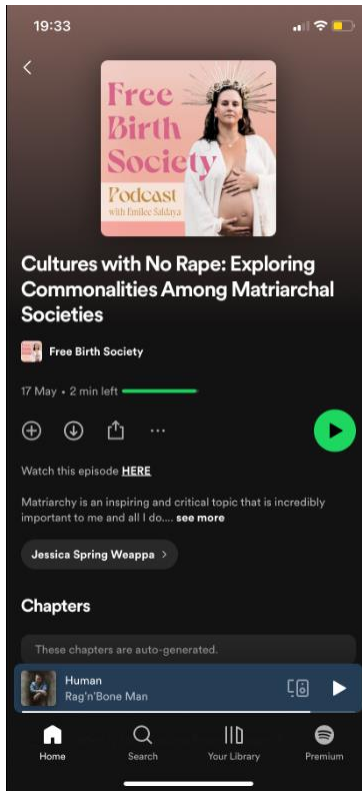 19:33
Free
Birth
Society
Podcast
with Emilee Saldaya
Cultures with No Rape: Exploring
Commonalities Among Matriarchal
Societies
Free Birth Society
17 May • 2 min left
Watch this episode HERE
Matriarchy is an inspiring and critical topic that is incredibly
important to me and all I do.... see more
Jessica Spring Weappa >
Chapters
These chapters are auto-generated.
Human
Rag'n'Bone Man
Home Search Your Library Premium